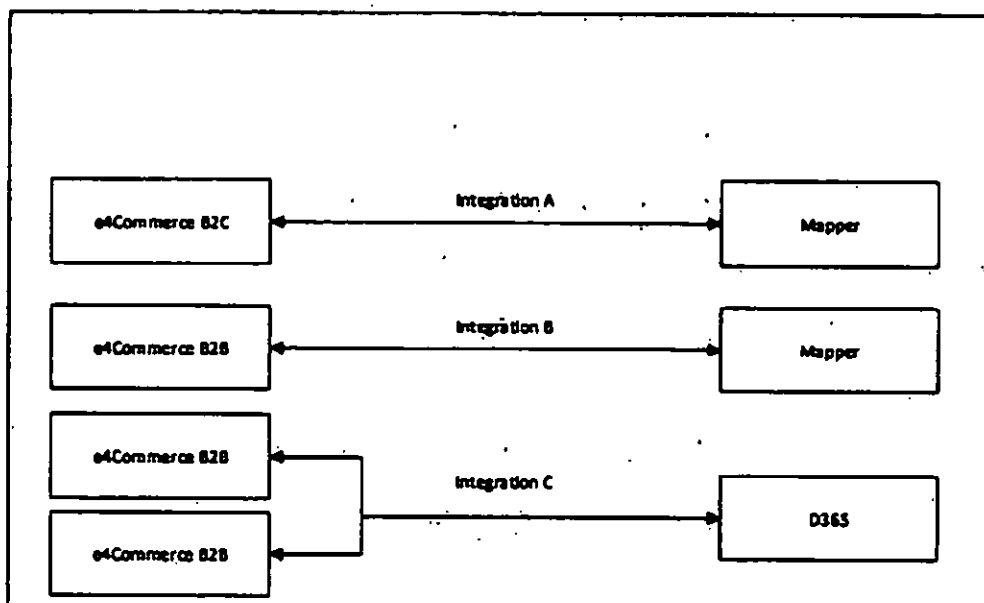 e4Commerce B2C
Integration A
Mapper
e4Commerce B2B
Integration B
Mapper
e4Commerce B2B
Integration C
D365
e4Commerce B2B